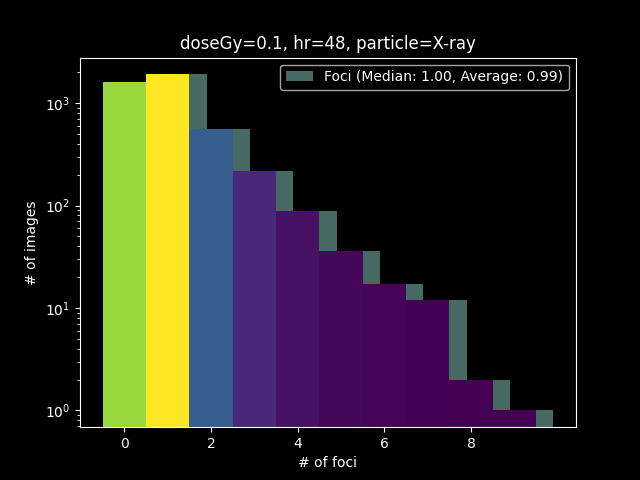 doseGy=0.1, hr=48, particle=X-ray
Foci (Median: 1.00, Average: 0.99)
# of images
10³
10²
10¹
10⁰
0 2 4 6 8
# of foci